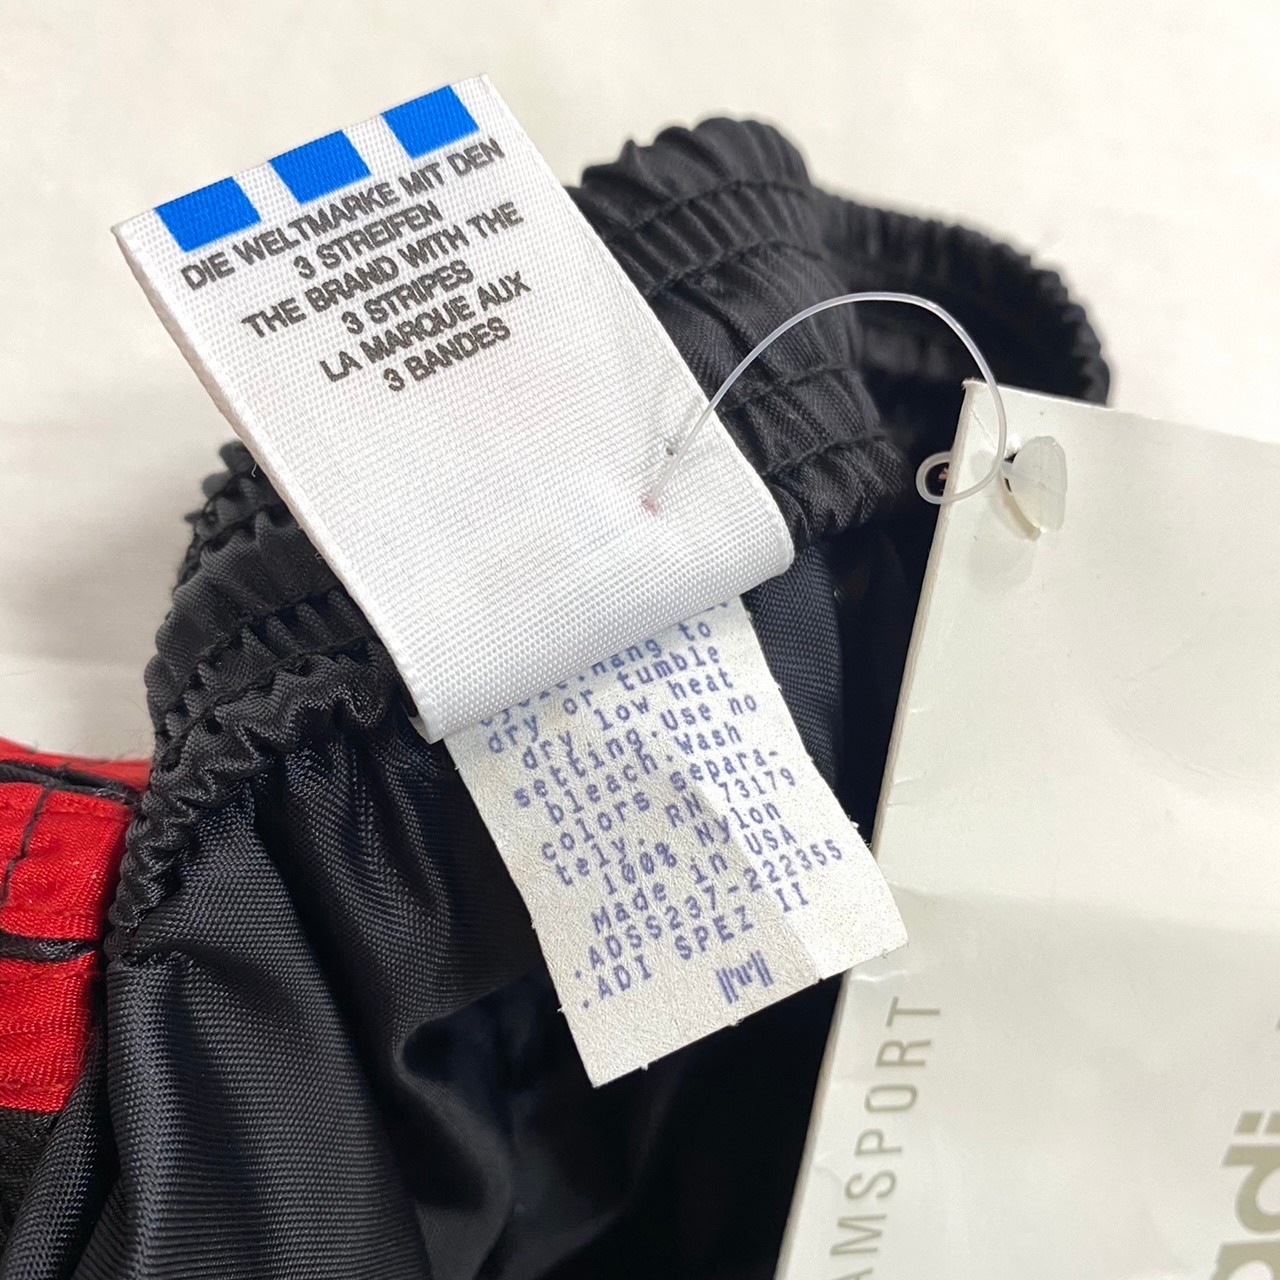 DIE WELTMARKE MIT DEN
3 STREIFEN
THE BRAND WITH THE
3 STRIPES
LA MARQUE AUX
3 BANDES
cycle.Hang to
dry or tumble
dry low heat
setting.Use no
bleach.Wash
colors separa-
tely. RN 73179
100% Nylon
Made in USA
.ADSS237-222355
.ADI SPEZ II
AMSPORT
adi